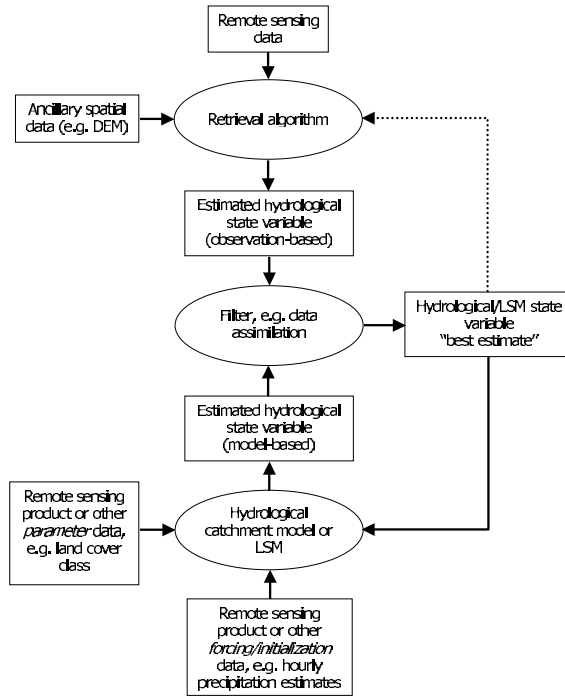 Remote sensing
data
Ancillary spatial
data (e.g. DEM)
Retrieval algorithm
Estimated hydrological
state variable
(observation-based)
Filter, e.g. data
assimilation
Hydrological/LSM state
variable
"best estimate"
Estimated hydrological
state variable
(model-based)
Remote sensing
product or other
parameter data,
e.g. land cover
class
Hydrological
catchment model or
LSM
Remote sensing
product or other
forcing/initialization
data, e.g. hourly
precipitation estimates